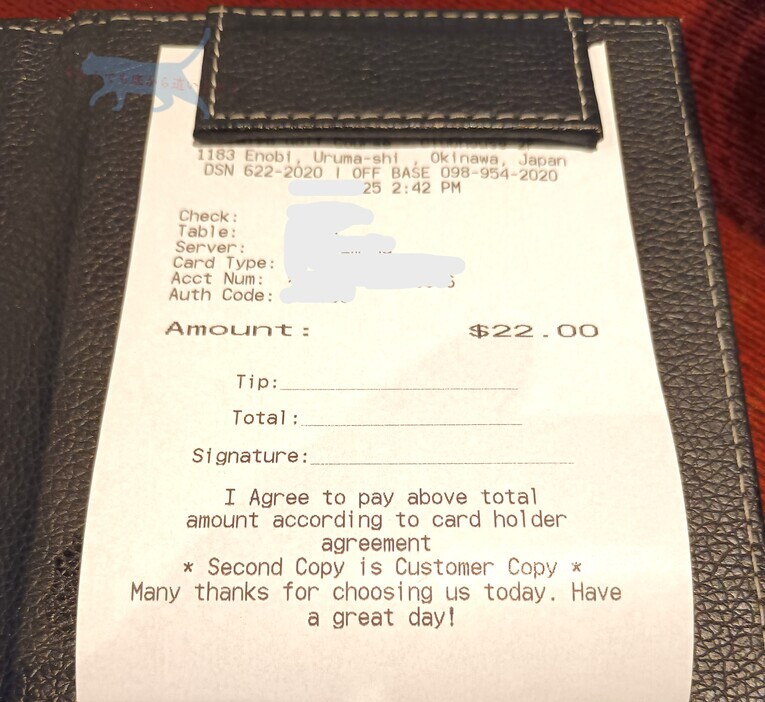 1183 Enobi, Uruma-shi , Okinawa, Japan
DSN 622-2020 | OFF BASE 098-954-2020
25 2:42 PM
Check:
Table:
Server:
Card Type:
Acct Num:
Auth Code:
Amount: $22.00
Tip:
Total:
Signature:
I Agree to pay above total
amount according to card holder
agreement
* Second Copy is Customer Copy *
Many thanks for choosing us today. Have
a great day!